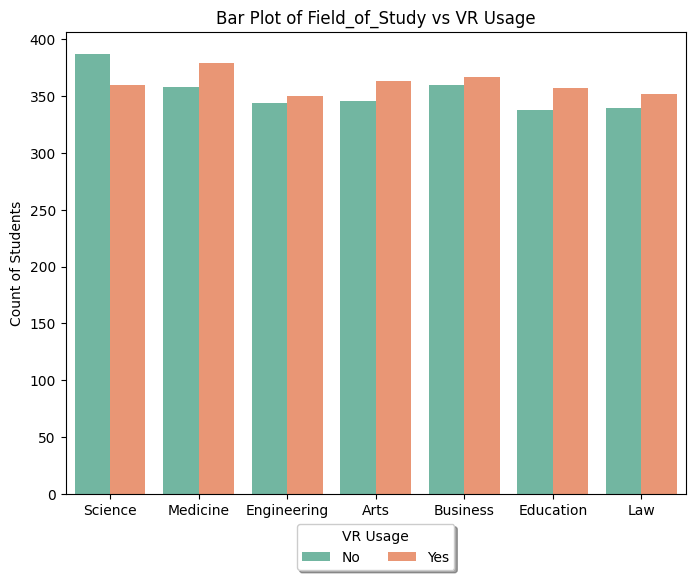 Bar Plot of Field_of_Study vs VR Usage
Count of Students
400
350
300
250
200
150
100
50
0
Science Medicine Engineering Arts Business Education Law
VR Usage
No Yes